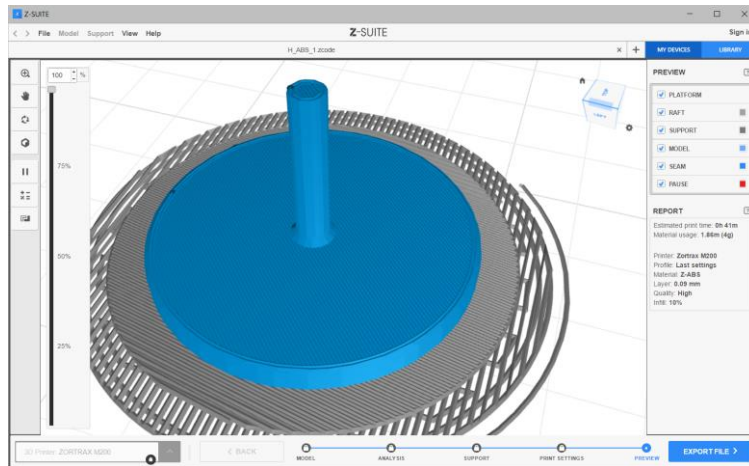 Z-SUITE
File Model Support View Help
Z-SUITE
Sign in
H_ABS_1.zcode
MY DEVICES
LIBRARY
100 %
75%
50%
25%
PREVIEW
PLATFORM
RAFT
SUPPORT
MODEL
SEAM
PAUSE
REPORT
Estimated print time: 0h 41m
Material usage: 1.86m (4g)
Printer: Zortrax M200
Profile: Last settings
Material: Z-ABS
Layer: 0.09 mm
Quality: High
Infill: 10%
3D Printer: ZORTRAX M200
BACK
MODEL
ANALYSIS
SUPPORT
PRINT SETTINGS
PREVIEW
EXPORT FILE